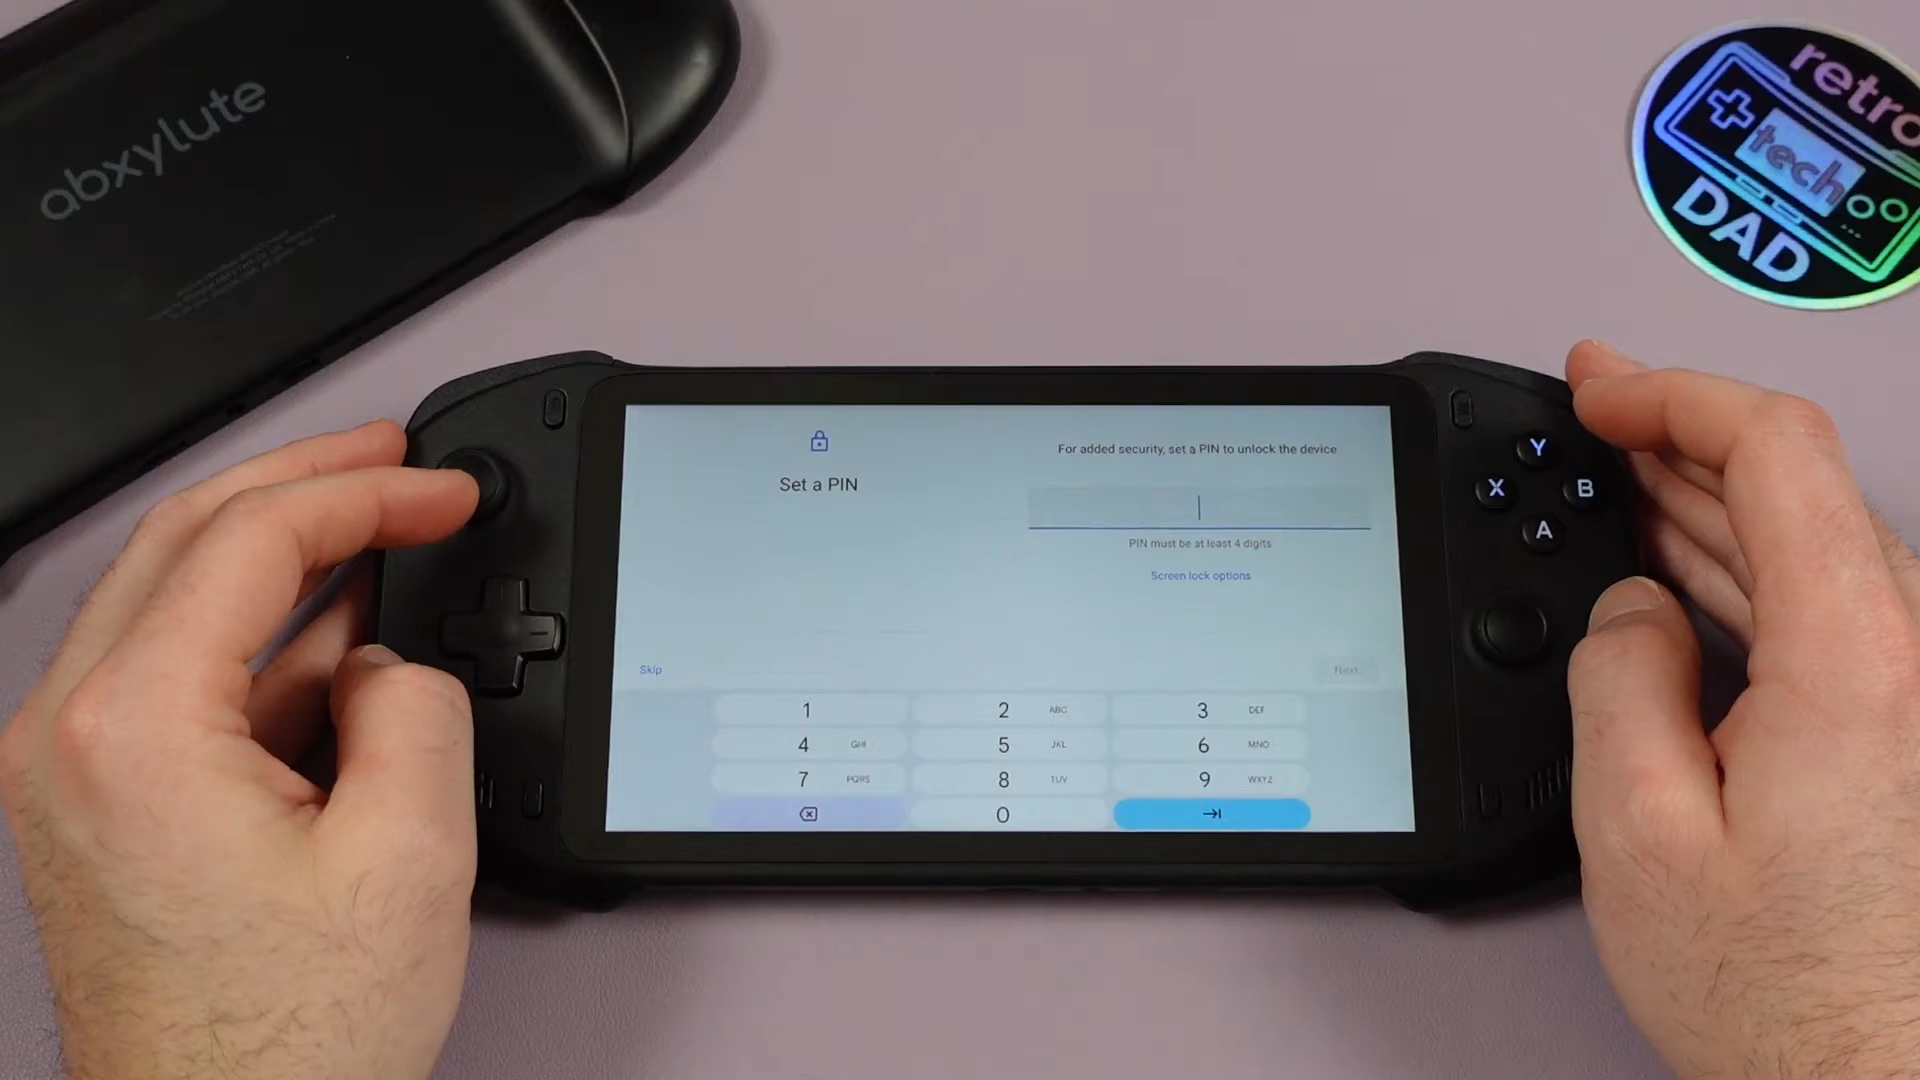 abxylute
retro
tech
DAD
Set a PIN
For added security, set a PIN to unlock the device
PIN must be at least 4 digits
Screen lock options
Skip
Next
1
2 ABC
3 DEF
4 GHI
5 JKL
6 MNO
7 PQRS
8 TUV
9 WXYZ
0
Y
X
B
A